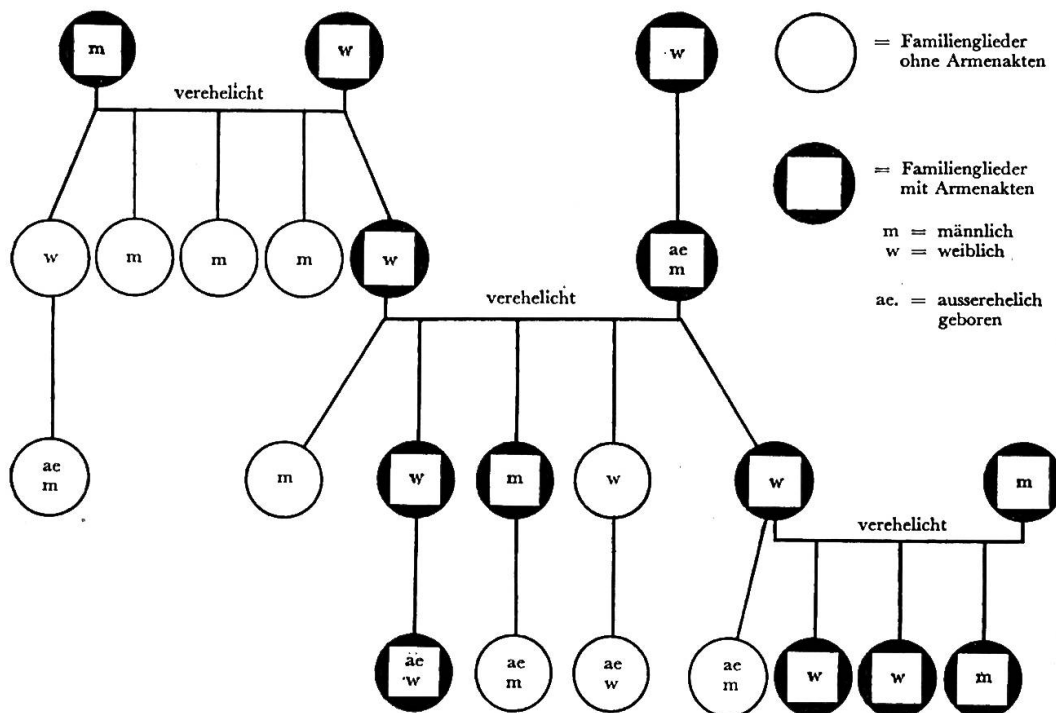 m
w
w
verehelicht
= Familienglieder
ohne Armenakten
= Familienglieder
mit Armenakten
m = männlich
w = weiblich
ae. = ausserehelich
geboren
w
m
m
m
w
ae
m
verehelicht
ae
m
m
w
m
w
w
m
verehelicht
ae
w
ae
m
ae
w
ae
m
w
w
m